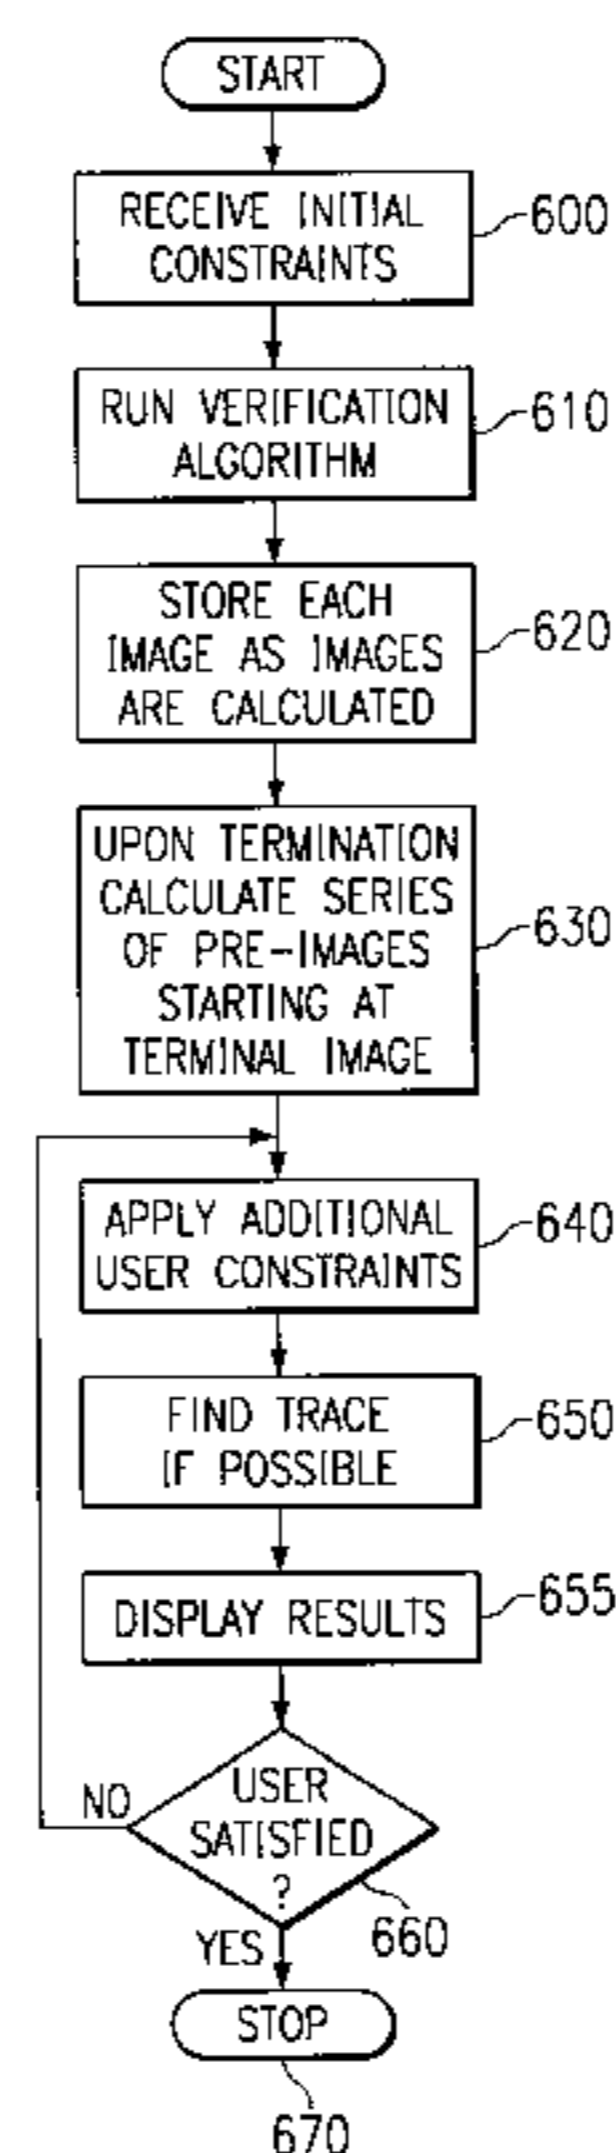 START
RECEIVE INITIAL
CONSTRAINTS
600
RUN VERIFICATION
ALGORITHM
610
STORE EACH
IMAGE AS IMAGES
ARE CALCULATED
620
UPON TERMINATION
CALCULATE SERIES
OF PRE-IMAGES
STARTING AT
TERMINAL IMAGE
630
APPLY ADDITIONAL
USER CONSTRAINTS
640
FIND TRACE
IF POSSIBLE
650
DISPLAY RESULTS
655
NO
USER
SATISFIED
?
660
YES
STOP
670